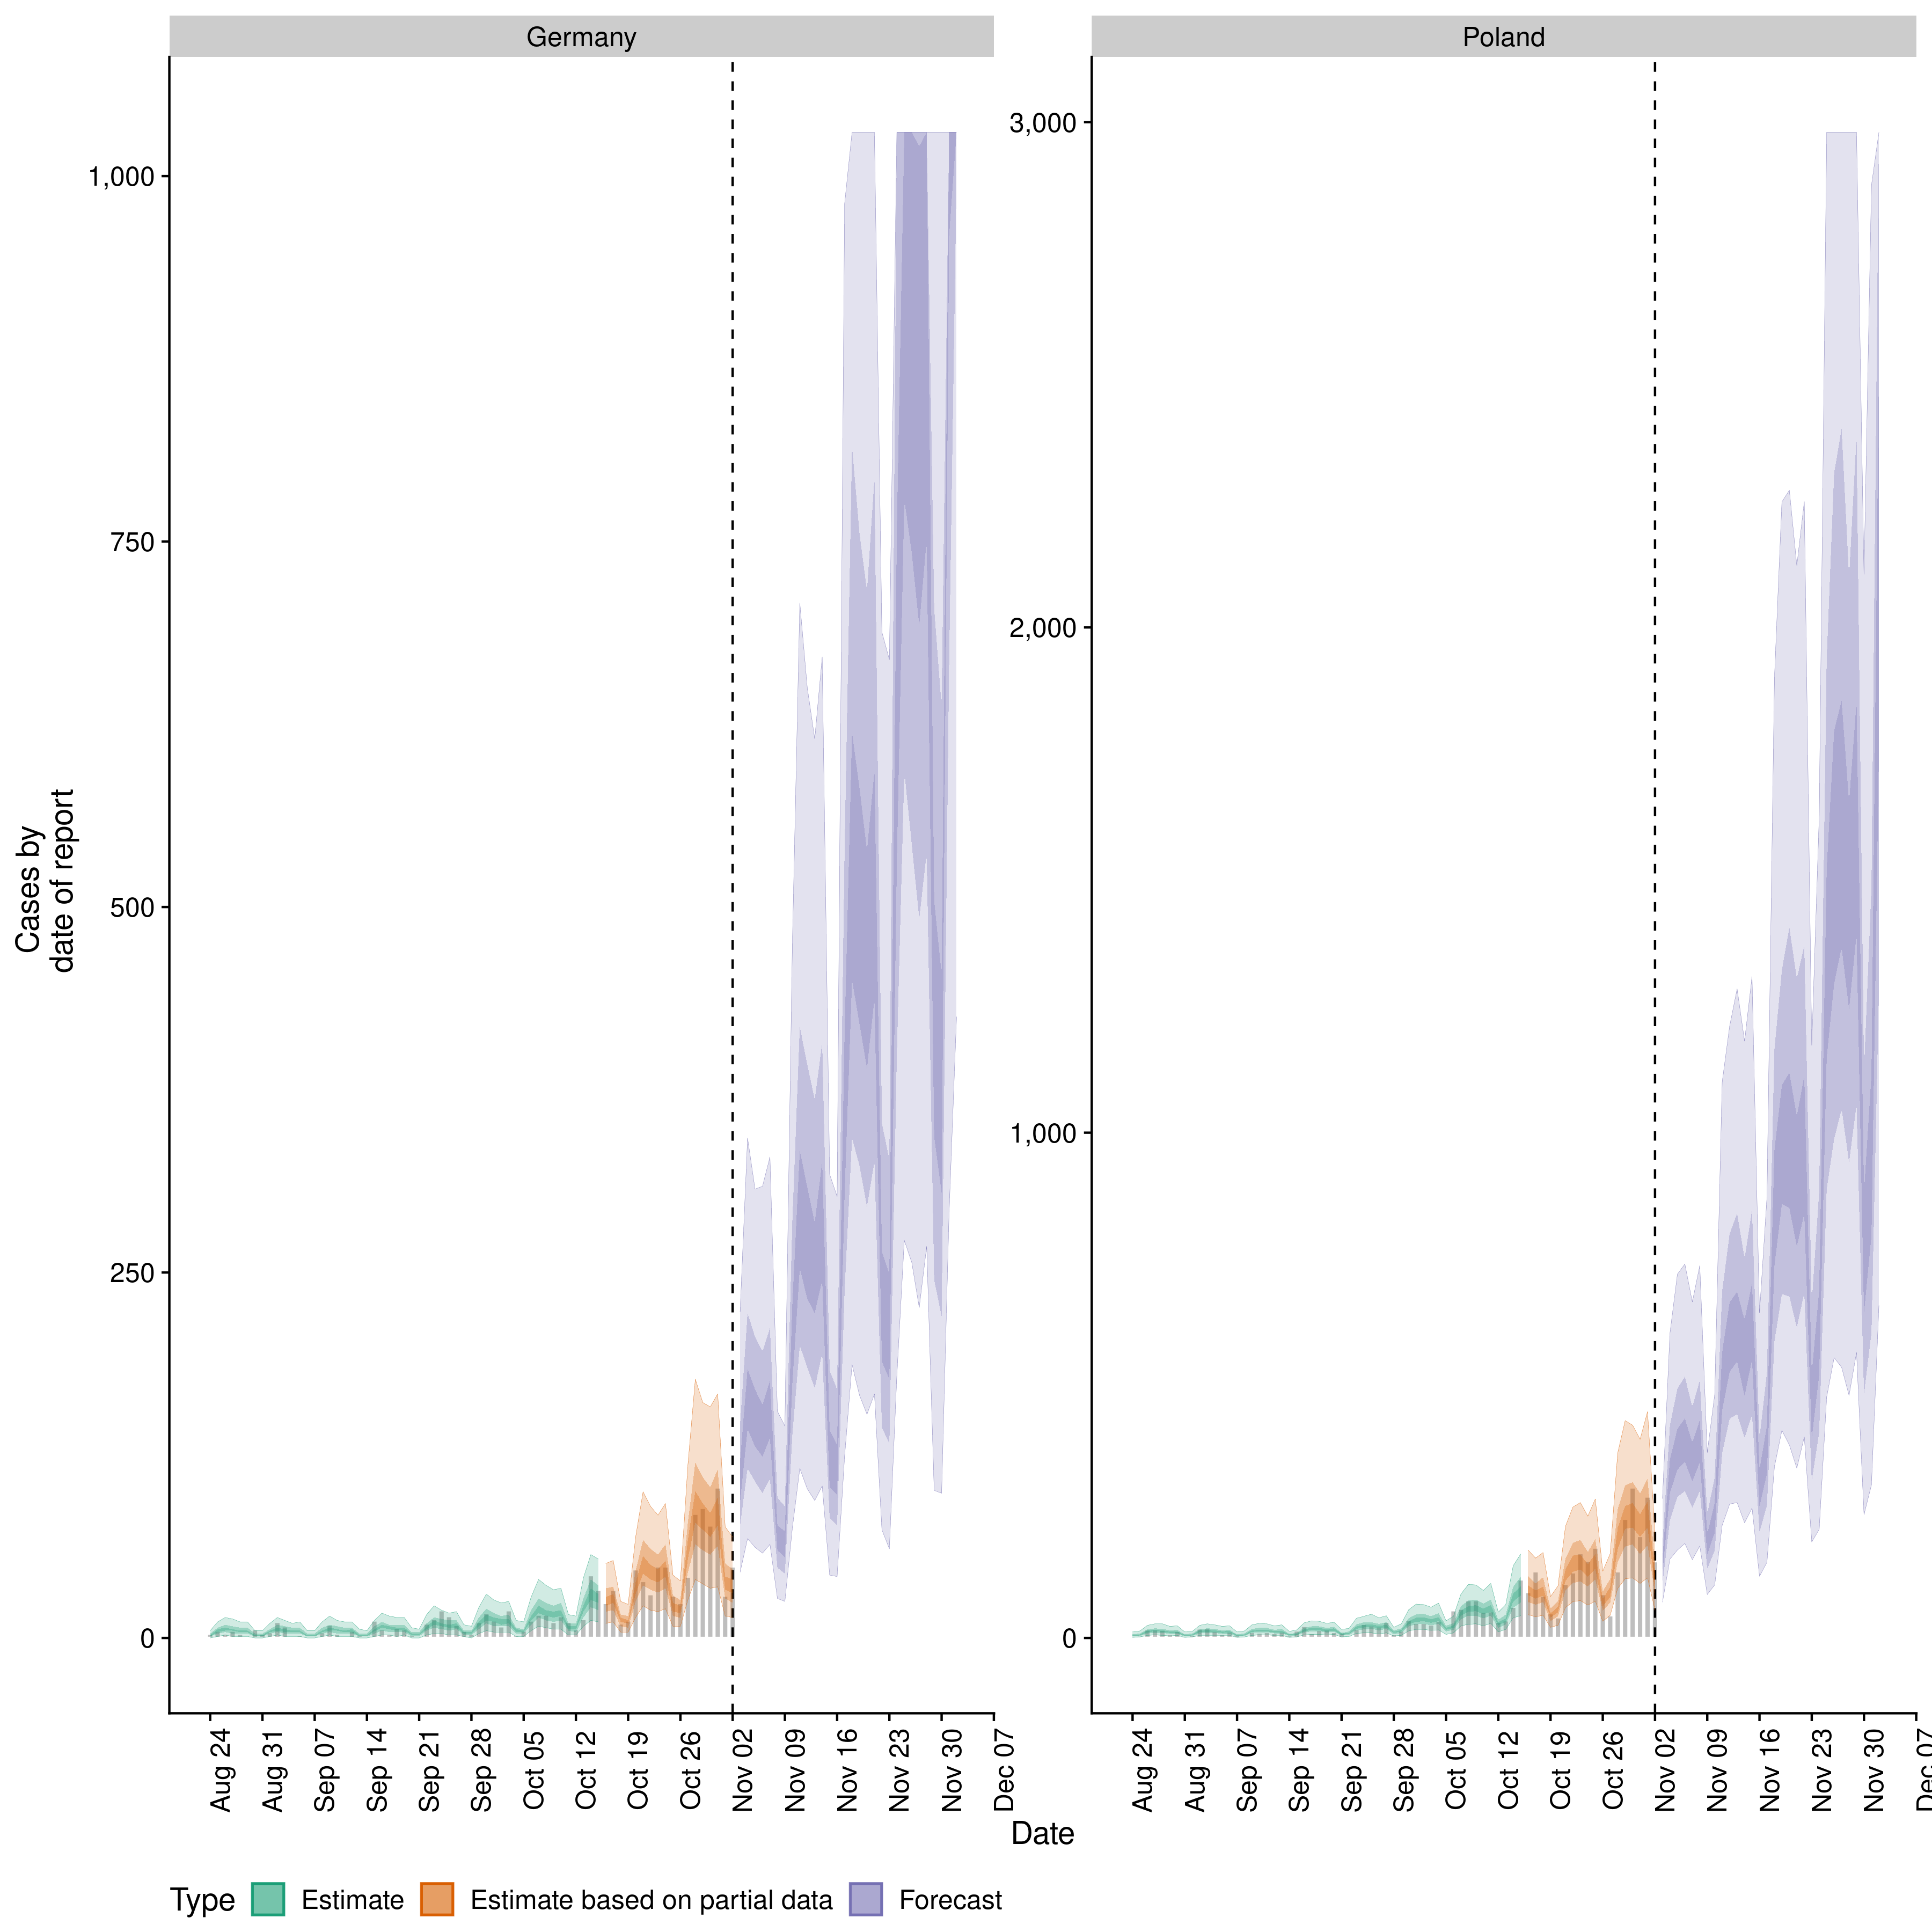 Germany
Poland
Cases by
date of report
1,000
750
500
250
0
3,000
2,000
1,000
0
Aug 24
Aug 31
Sep 07
Sep 14
Sep 21
Sep 28
Oct 05
Oct 12
Oct 19
Oct 26
Nov 02
Nov 09
Nov 16
Nov 23
Nov 30
Dec 07
Aug 24
Aug 31
Sep 07
Sep 14
Sep 21
Sep 28
Oct 05
Oct 12
Oct 19
Oct 26
Nov 02
Nov 09
Nov 16
Nov 23
Nov 30
Dec 07
Date
Type
Estimate
Estimate based on partial data
Forecast